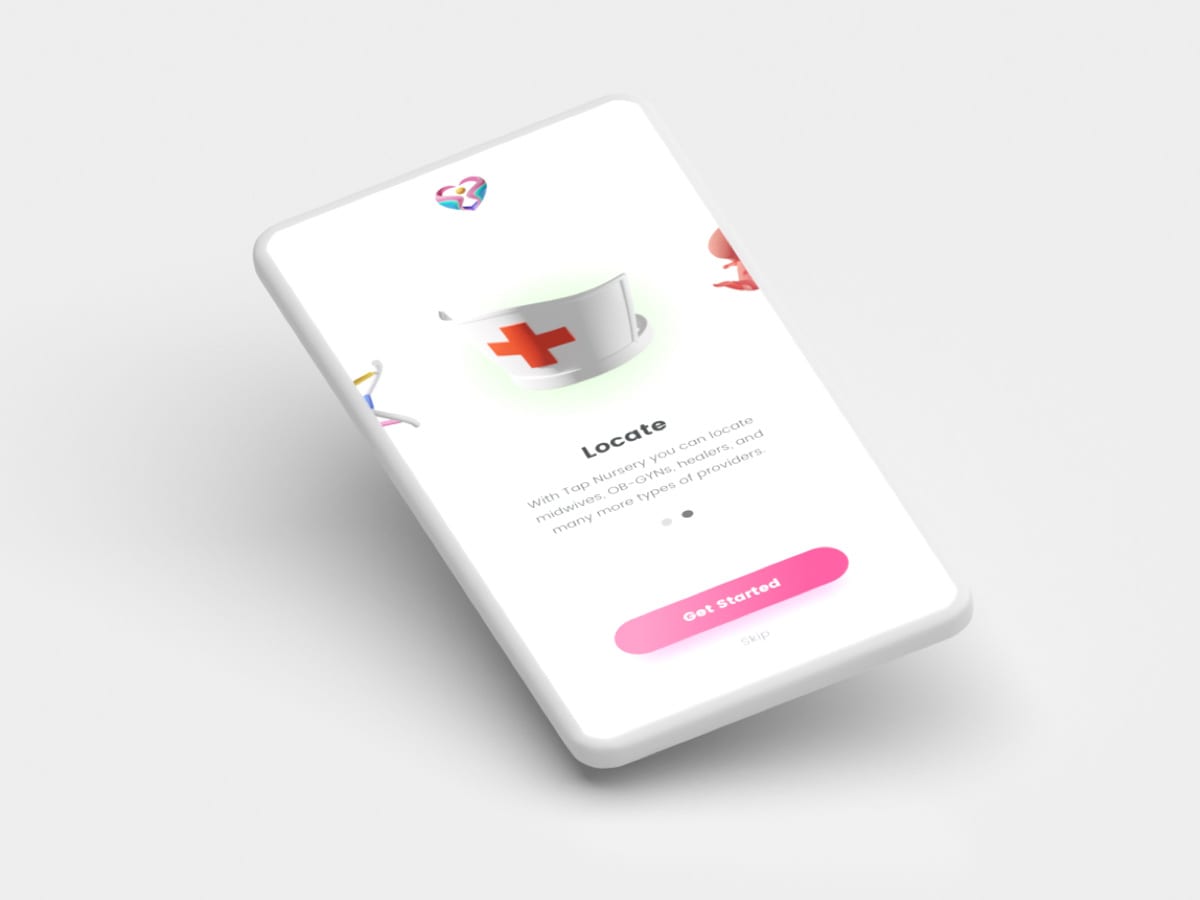 Locate
With Tap Nursery you can locate
midwives, OB-GYNs, healers, and
many more types of providers.
Get Started
Skip